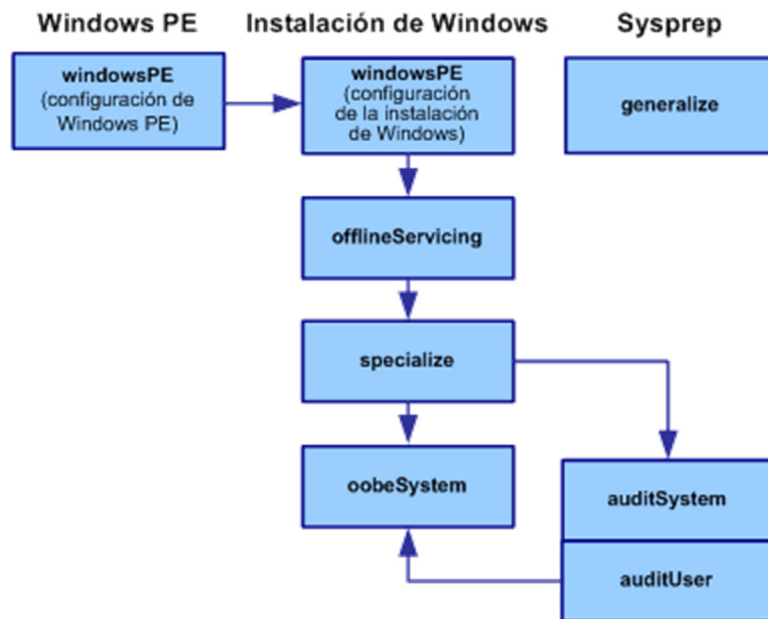 Windows PE
Instalación de Windows
Sysprep
windowsPE
(configuración de
Windows PE)
windowsPE
(configuración
de la instalación
de Windows)
generalize
offlineServicing
specialize
oobeSystem
auditSystem
auditUser